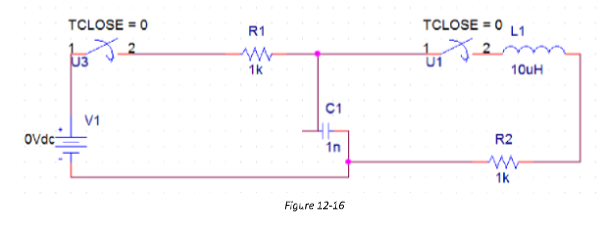 TCLOSE = 0
TCLOSE = 0
L1
R1
1
2
1
2
U3
U1
1k
10uH
C1
V1
0Vdc
1n
R2
1k
Figure 12-16